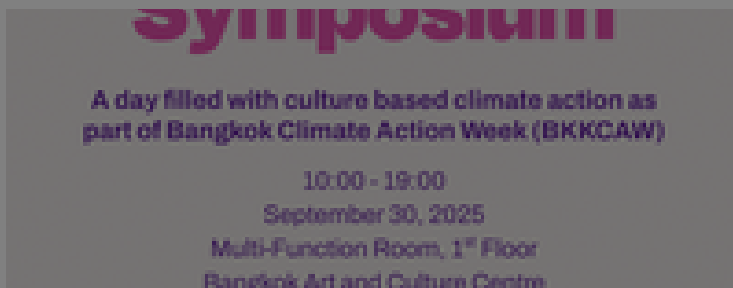 Symposium
A day filled with culture based climate action as
part of Bangkok Climate Action Week (BKKCAW)
10:00 - 19:00
September 30, 2025
Multi-Function Room, 1st Floor
Bangkok Art and Culture Centre